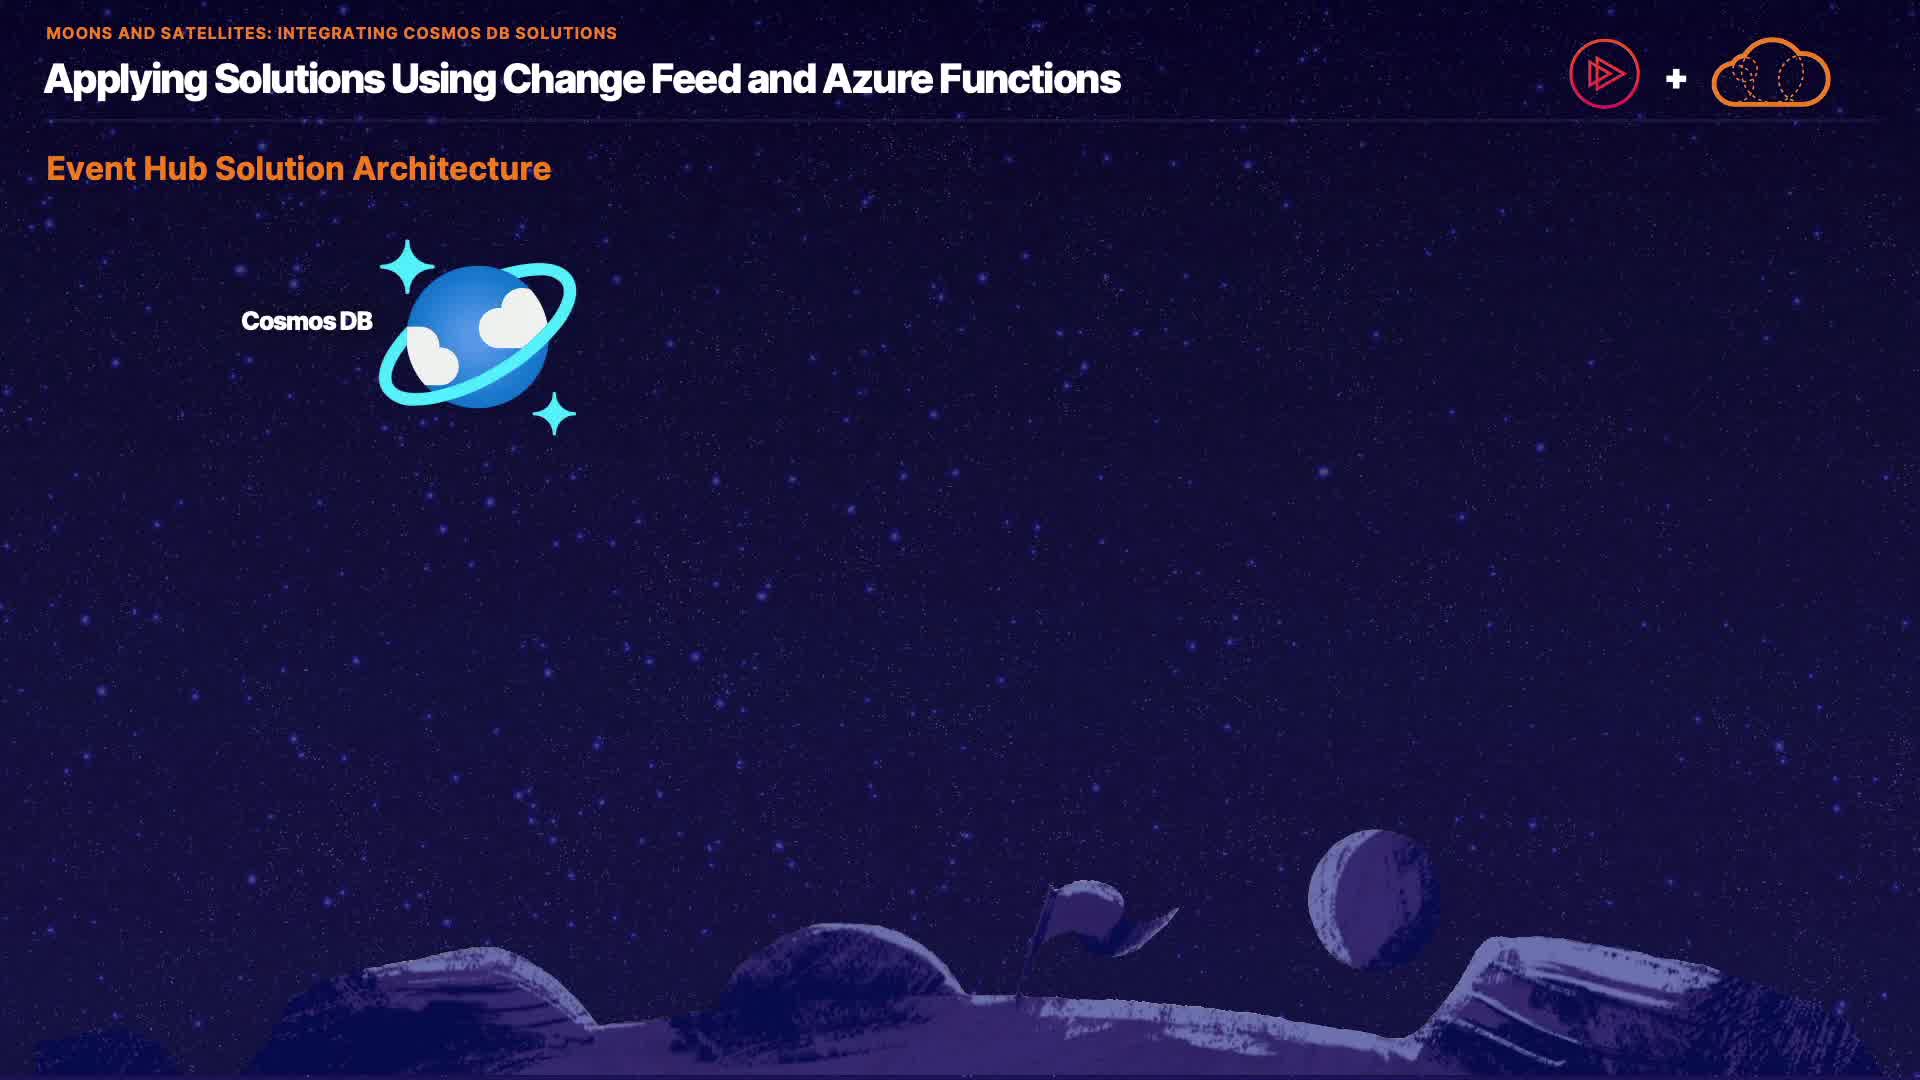 MOONS AND SATELLITES: INTEGRATING COSMOS DB SOLUTIONS
Applying Solutions Using Change Feed and Azure Functions
+
Event Hub Solution Architecture
Cosmos DB